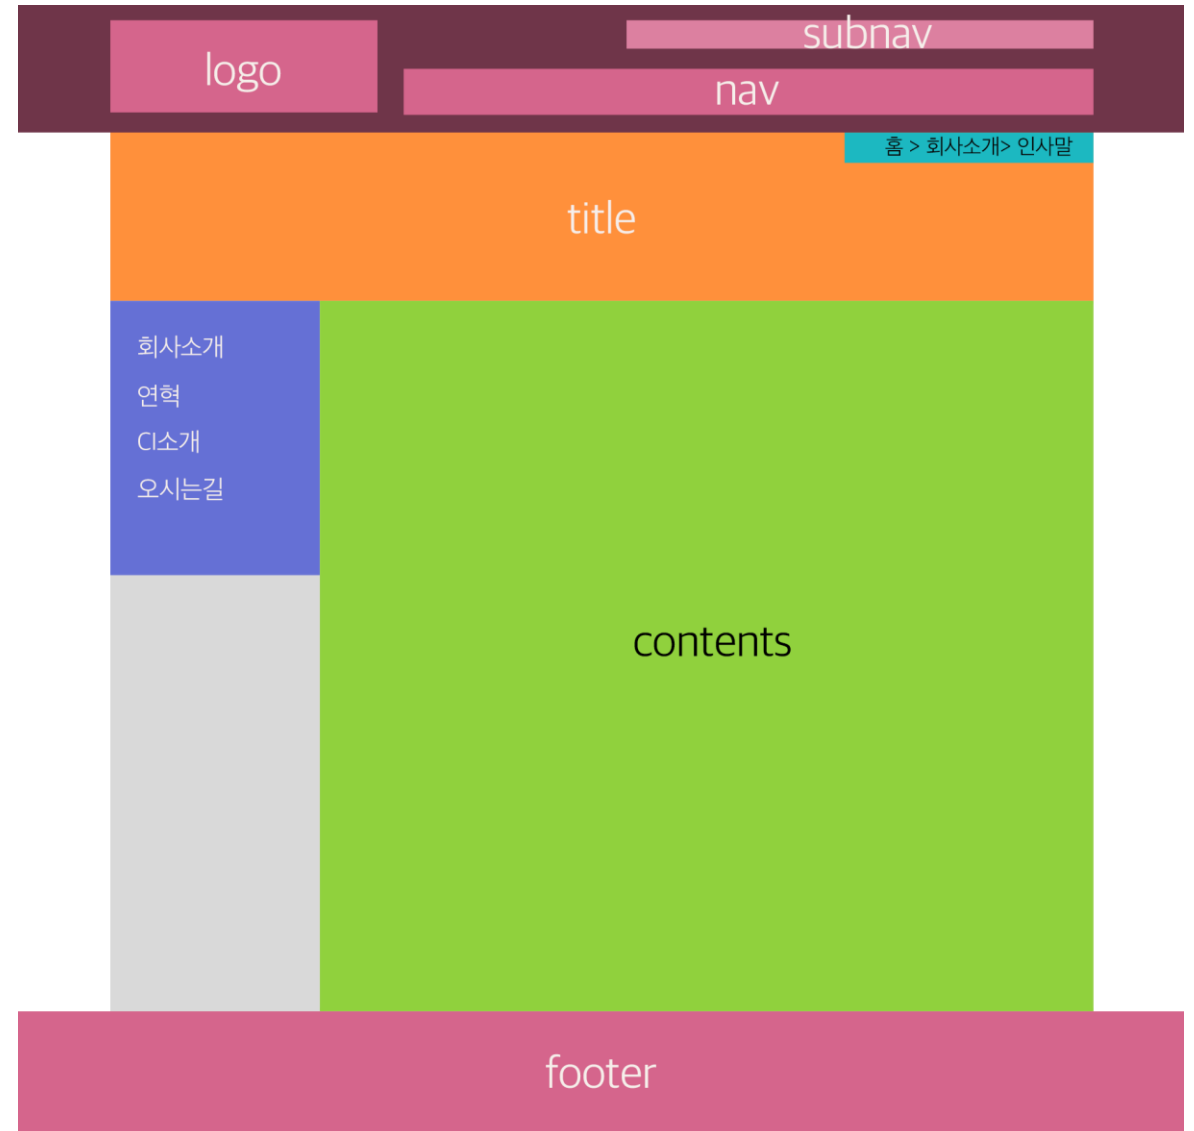 subnav
logo
nav
홈 > 회사소개> 인사말
title
회사소개
연혁
CI소개
오시는길
contents
footer